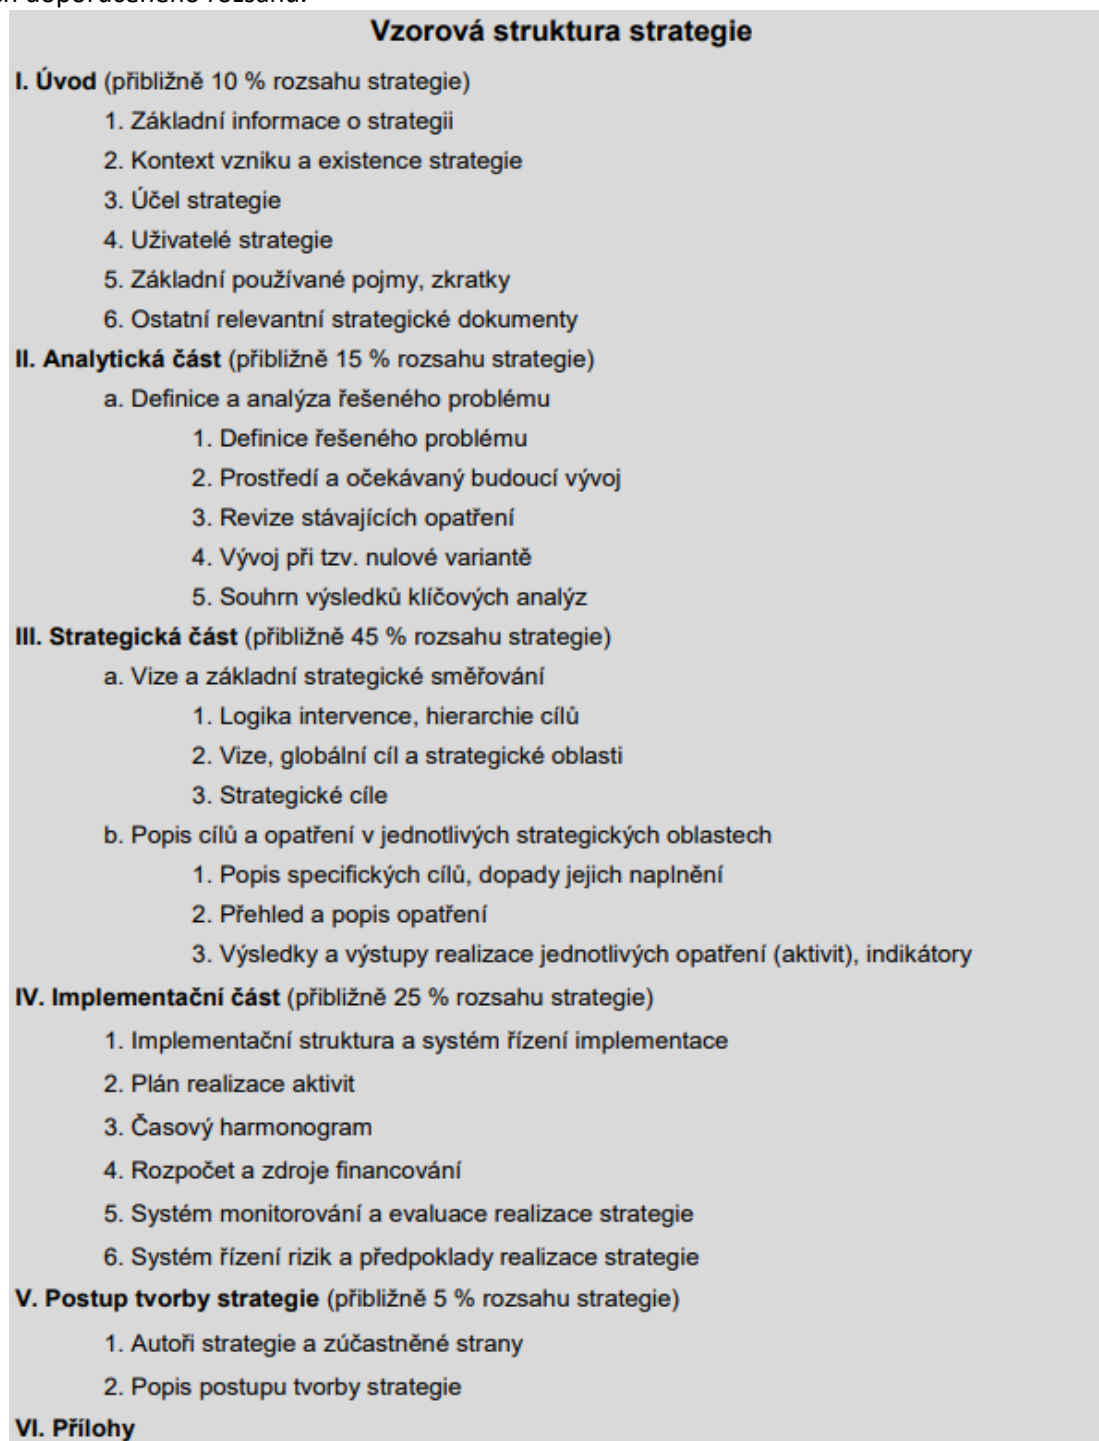 doporučeného rozsahu.
Vzorová struktura strategie
I. Úvod (přibližně 10 % rozsahu strategie)
1. Základní informace o strategii
2. Kontext vzniku a existence strategie
3. Účel strategie
4. Uživatelé strategie
5. Základní používané pojmy, zkratky
6. Ostatní relevantní strategické dokumenty
II. Analytická část (přibližně 15 % rozsahu strategie)
a. Definice a analýza řešeného problému
1. Definice řešeného problému
2. Prostředí a očekávaný budoucí vývoj
3. Revize stávajících opatření
4. Vývoj při tzv. nulové variantě
5. Souhrn výsledků klíčových analýz
III. Strategická část (přibližně 45 % rozsahu strategie)
a. Vize a základní strategické směřování
1. Logika intervence, hierarchie cílů
2. Vize, globální cíl a strategické oblasti
3. Strategické cíle
b. Popis cílů a opatření v jednotlivých strategických oblastech
1. Popis specifických cílů, dopady jejich naplnění
2. Přehled a popis opatření
3. Výsledky a výstupy realizace jednotlivých opatření (aktivit), indikátory
IV. Implementační část (přibližně 25 % rozsahu strategie)
1. Implementační struktura a systém řízení implementace
2. Plán realizace aktivit
3. Časový harmonogram
4. Rozpočet a zdroje financování
5. Systém monitorování a evaluace realizace strategie
6. Systém řízení rizik a předpoklady realizace strategie
V. Postup tvorby strategie (přibližně 5 % rozsahu strategie)
1. Autoři strategie a zúčastněné strany
2. Popis postupu tvorby strategie
VI. Přílohy